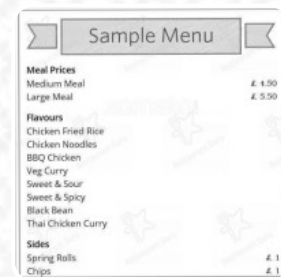 Sample Menu
Meal Prices
Medium Meal £ 4.50
Large Meal £ 5.50
Flavours
Chicken Fried Rice
Chicken Noodles
BBQ Chicken
Veg Curry
Sweet & Sour
Sweet & Spicy
Black Bean
Thai Chicken Curry
Sides
Spring Rolls £ 1
Chips £ 1